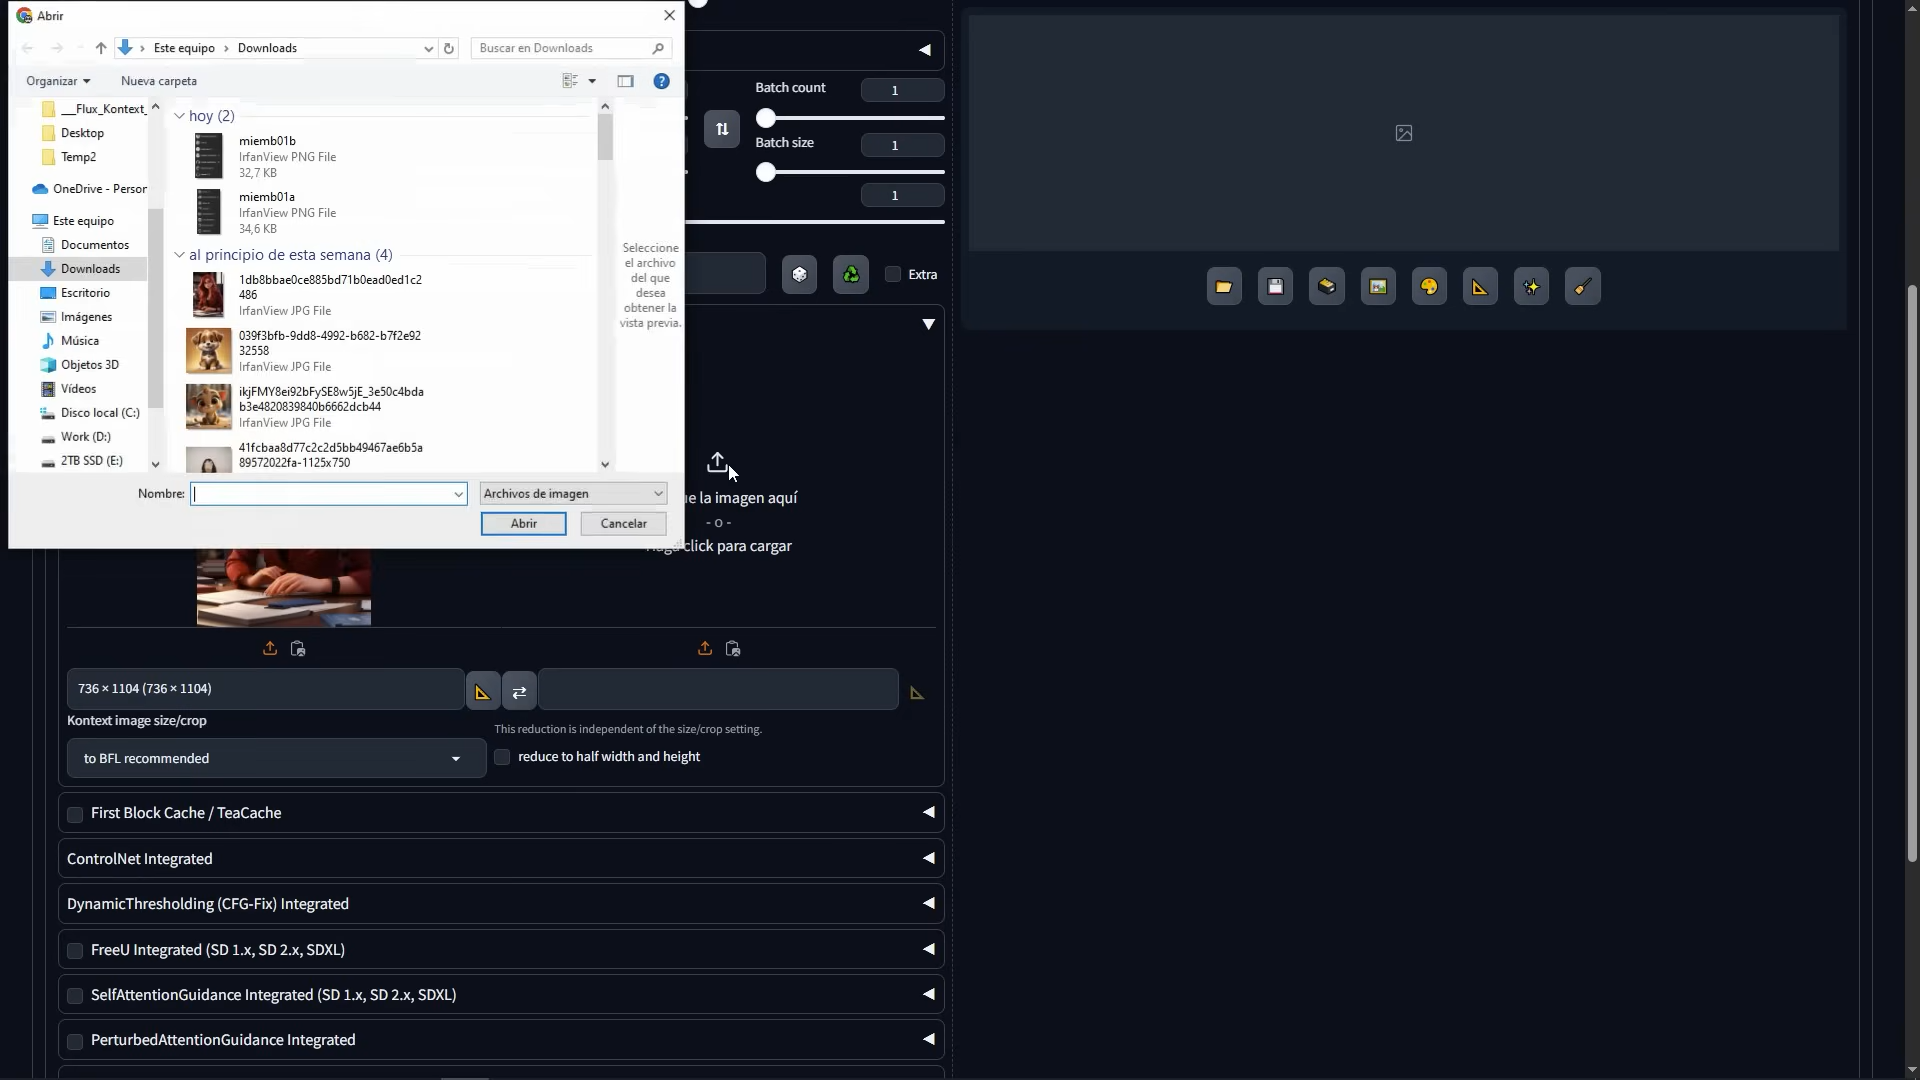 Abrir
Este equipo
Downloads
Buscar en Downloads
Organizar
Nueva carpeta
__Flux_Kontext_
Desktop
Temp2
OneDrive - Person
Este equipo
Documentos
Downloads
Escritorio
Imágenes
Música
Objetos 3D
Vídeos
Disco local (C:)
Work (D:)
2TB SSD (E:)
hoy (2)
miemb01b
IrfanView PNG File
32,7 KB
miemb01a
IrfanView PNG File
34,6 KB
al principio de esta semana (4)
1db8bbae0ce885bd71b0ead0ed1c2
486
IrfanView JPG File
039f3bfb-9dd8-4992-b682-b7f2e92
32558
IrfanView JPG File
ikjFMY8ei92bFySE8w5jE_3e50c4bda
b3e4820839840b6662dcb44
IrfanView JPG File
41fcbaa8d77c2c2d5bb49467ae6b5a
89572022fa-1125x750
Seleccione
el archivo
del que
desea
obtener la
vista previa.
Nombre:
Archivos de imagen
Abrir
Cancelar
Batch count
1
Batch size
1
1
Extra
la imagen aquí
- o -
click para cargar
736 × 1104 (736 × 1104)
Kontext image size/crop
to BFL recommended
This reduction is independent of the size/crop setting.
reduce to half width and height
First Block Cache / TeaCache
ControlNet Integrated
DynamicThresholding (CFG-Fix) Integrated
FreeU Integrated (SD 1.x, SD 2.x, SDXL)
SelfAttentionGuidance Integrated (SD 1.x, SD 2.x, SDXL)
PerturbedAttentionGuidance Integrated